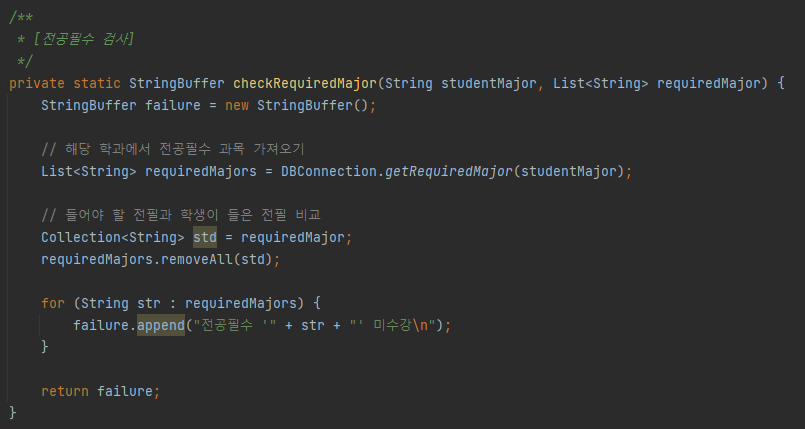 /**
 * [전공필수 검사]
 */
private static StringBuffer checkRequiredMajor(String studentMajor, List<String> requiredMajor) {
    StringBuffer failure = new StringBuffer();

    // 해당 학과에서 전공필수 과목 가져오기
    List<String> requiredMajors = DBConnection.getRequiredMajor(studentMajor);

    // 들어야 할 전필과 학생이 들은 전필 비교
    Collection<String> std = requiredMajor;
    requiredMajors.removeAll(std);

    for (String str : requiredMajors) {
        failure.append("전공필수 '" + str + "' 미수강\n");
    }

    return failure;
}